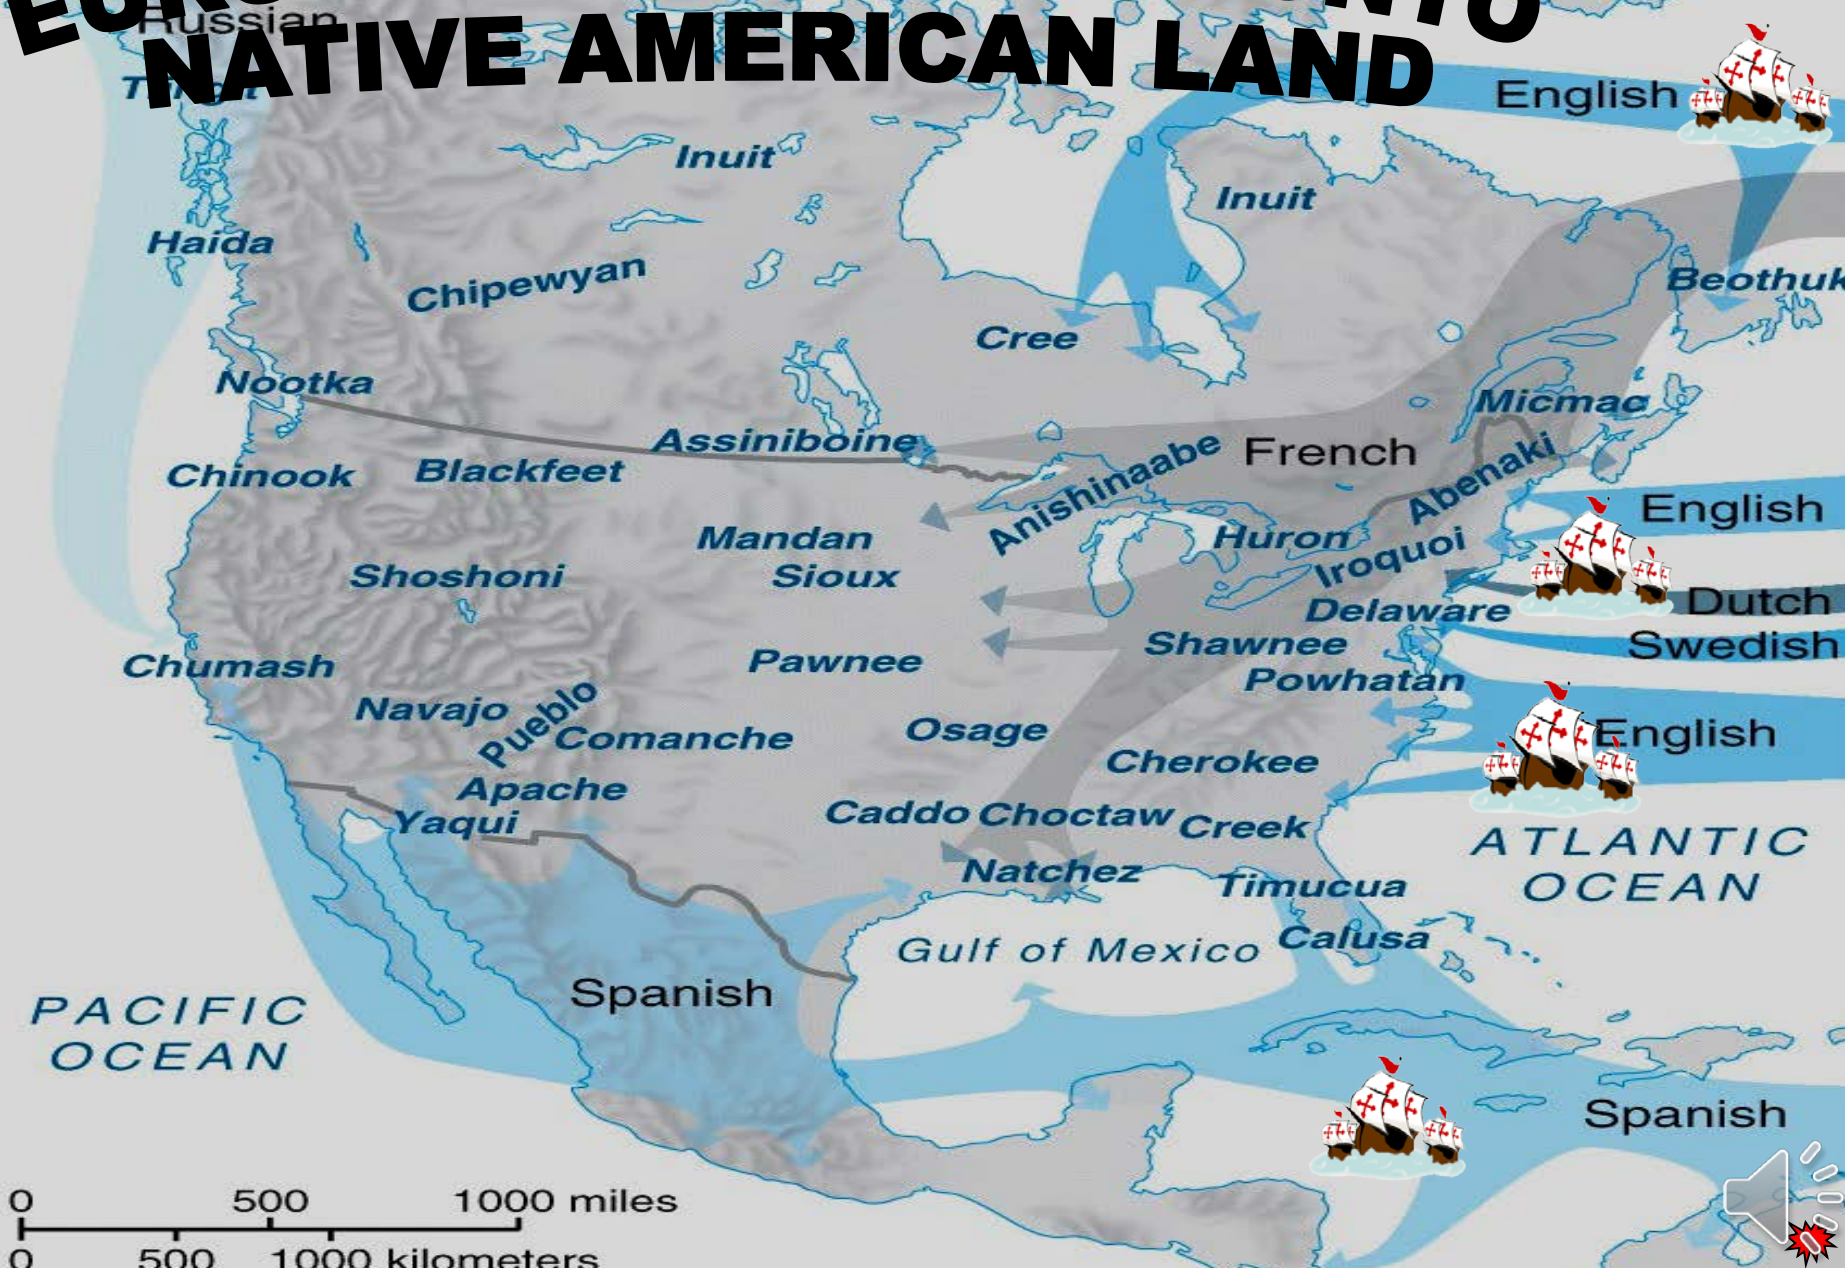 NATIVE AMERICAN LAND
Russian
Tlingit
English
Inuit
Inuit
Haida
Chipewyan
Beothuk
Cree
Nootka
Micmac
Assiniboine
French
Anishinaabe
Abenaki
Chinook
Blackfeet
English
Mandan
Huron
Iroquoi
Sioux
Shoshoni
Dutch
Delaware
Swedish
Shawnee
Pawnee
Chumash
Powhatan
Navajo
Pueblo
Osage
English
Comanche
Cherokee
Apache
Yaqui
Caddo
Choctaw
Creek
ATLANTIC
OCEAN
Natchez
Timucua
Calusa
Gulf of Mexico
Spanish
PACIFIC
OCEAN
Spanish
0 500 1000 miles
0 500 1000 kilometers